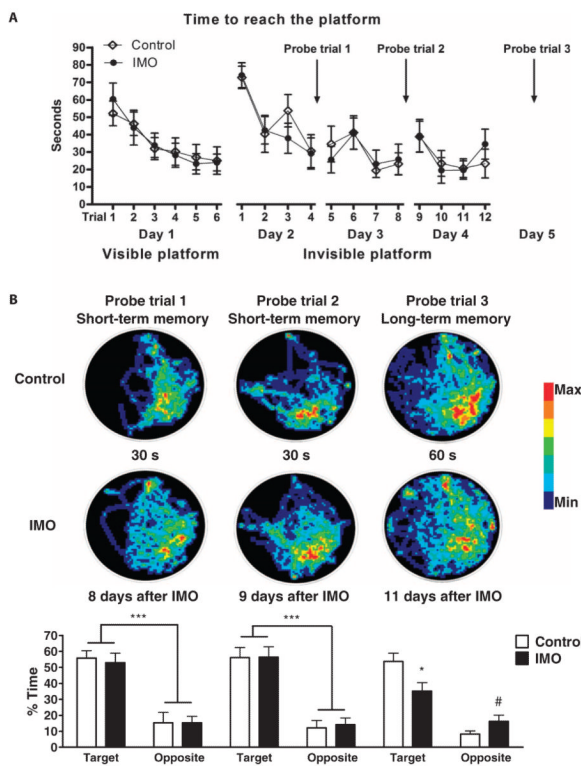 A
Time to reach the platform
Control
IMO
Probe trial 1
Probe trial 2
Probe trial 3
Seconds
90
80
70
60
50
40
30
20
10
0
Trial 1 2 3 4 5 6
1 2 3 4 5 6 7 8 9 10 11 12
Day 1 Day 2 Day 3 Day 4 Day 5
Visible platform Invisible platform
B
Probe trial 1 Probe trial 2 Probe trial 3
Short-term memory Short-term memory Long-term memory
Control
30 s 30 s 60 s
IMO
8 days after IMO 9 days after IMO 11 days after IMO
Max
Min
% Time
70
60
50
40
30
20
10
0
*** *** * #
Control
IMO
Target Opposite Target Opposite Target Opposite